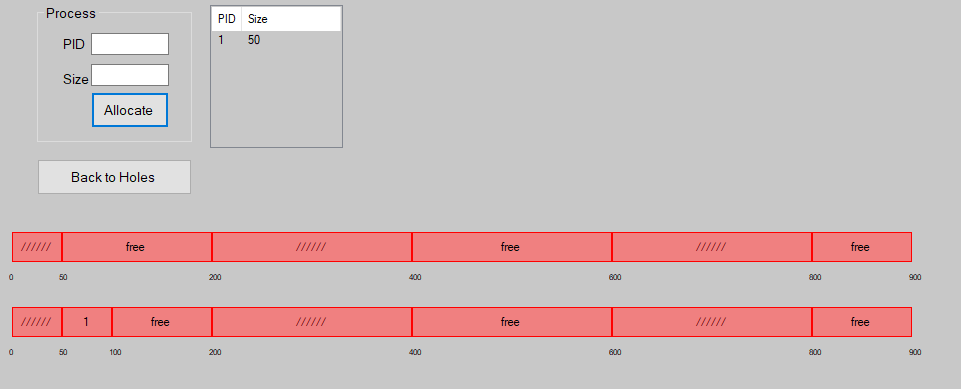 Process
PID
Size
Allocate
PID Size
1 50
Back to Holes
////// free ////// free ////// free
0 50 200 400 600 800 900
////// 1 free ////// free ////// free
0 50 100 200 400 600 800 900